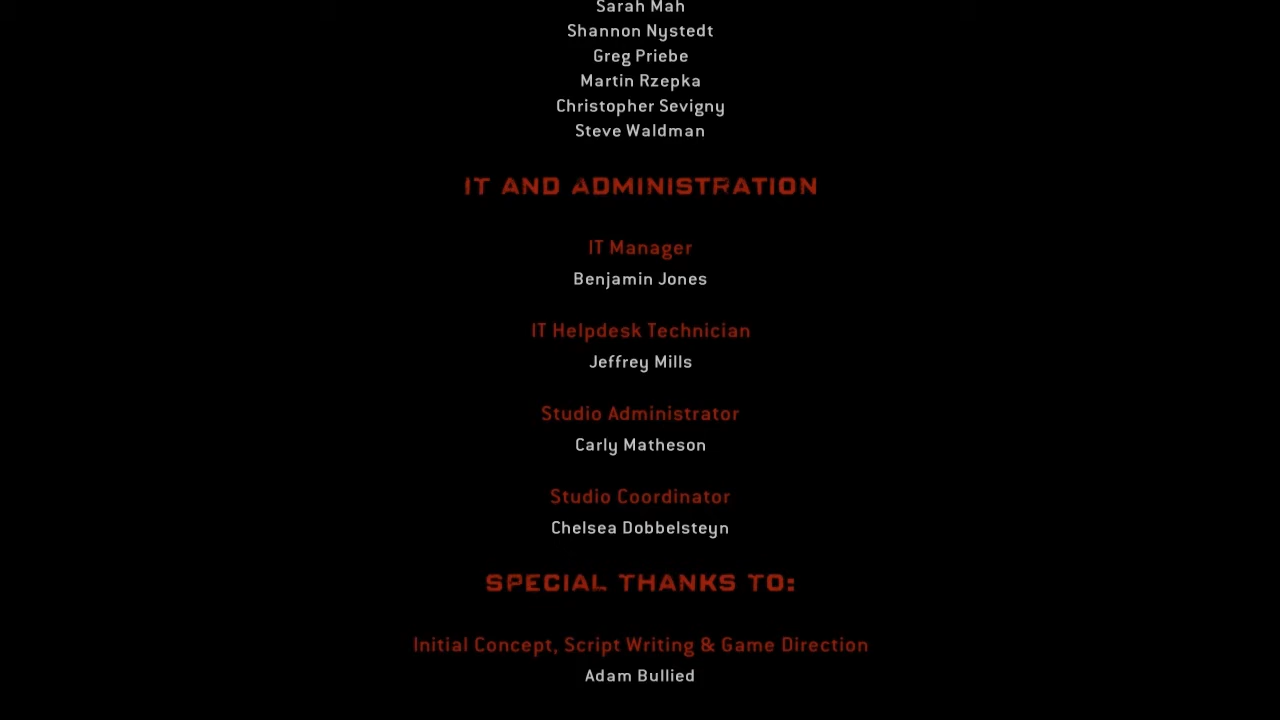 Sarah Mah
Shannon Nystedt
Greg Priebe
Martin Rzepka
Christopher Sevigny
Steve Waldman
IT AND ADMINISTRATION
IT Manager
Benjamin Jones
IT Helpdesk Technician
Jeffrey Mills
Studio Administrator
Carly Matheson
Studio Coordinator
Chelsea Dobbelsteyn
SPECIAL THANKS TO:
Initial Concept, Script Writing & Game Direction
Adam Bullied